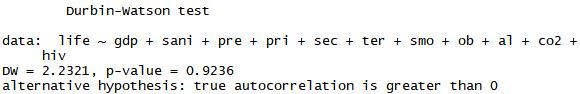 Durbin-Watson test
data: life ~ gdp + sani + pre + pri + sec + ter + smo + ob + al + co2 +
hiv
DW = 2.2321, p-value = 0.9236
alternative hypothesis: true autocorrelation is greater than 0